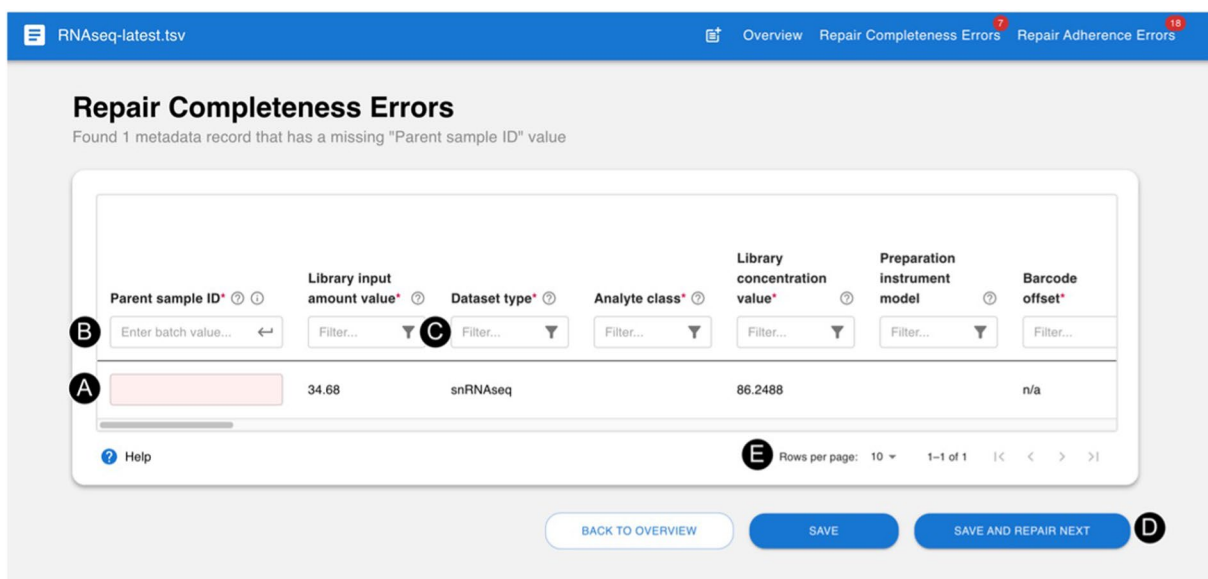 RNAseq-latest.tsv
Overview
Repair Completeness Errors 7
Repair Adherence Errors 18
Repair Completeness Errors
Found 1 metadata record that has a missing "Parent sample ID" value
Parent sample ID*
Library input
amount value*
Dataset type*
Analyte class*
Library
concentration
value*
Preparation
instrument
model
Barcode
offset*
B
Enter batch value...
Filter...
C
Filter...
Filter...
Filter...
Filter...
Filter...
A
34.68
snRNAseq
86.2488
n/a
Help
E
Rows per page: 10
1–1 of 1
BACK TO OVERVIEW
SAVE
SAVE AND REPAIR NEXT
D